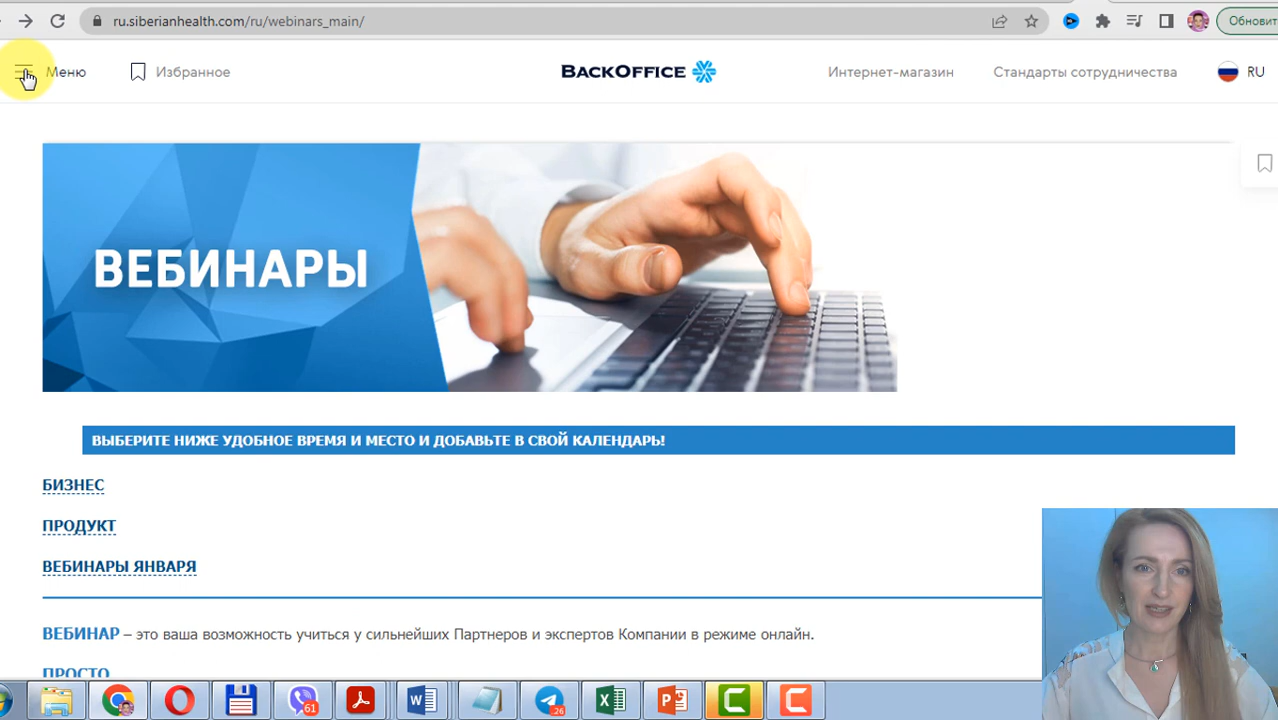 ru.siberianhealth.com/ru/webinars_main/
Обновит
Меню
Избранное
BACKOFFICE
Интернет-магазин
Стандарты сотрудничества
RU
ВЕБИНАРЫ
ВЫБЕРИТЕ НИЖЕ УДОБНОЕ ВРЕМЯ И МЕСТО И ДОБАВЬТЕ В СВОЙ КАЛЕНДАРЬ!
БИЗНЕС
ПРОДУКТ
ВЕБИНАРЫ ЯНВАРЯ
ВЕБИНАР – это ваша возможность учиться у сильнейших Партнеров и экспертов Компании в режиме онлайн.
ПРОСТО
61
26